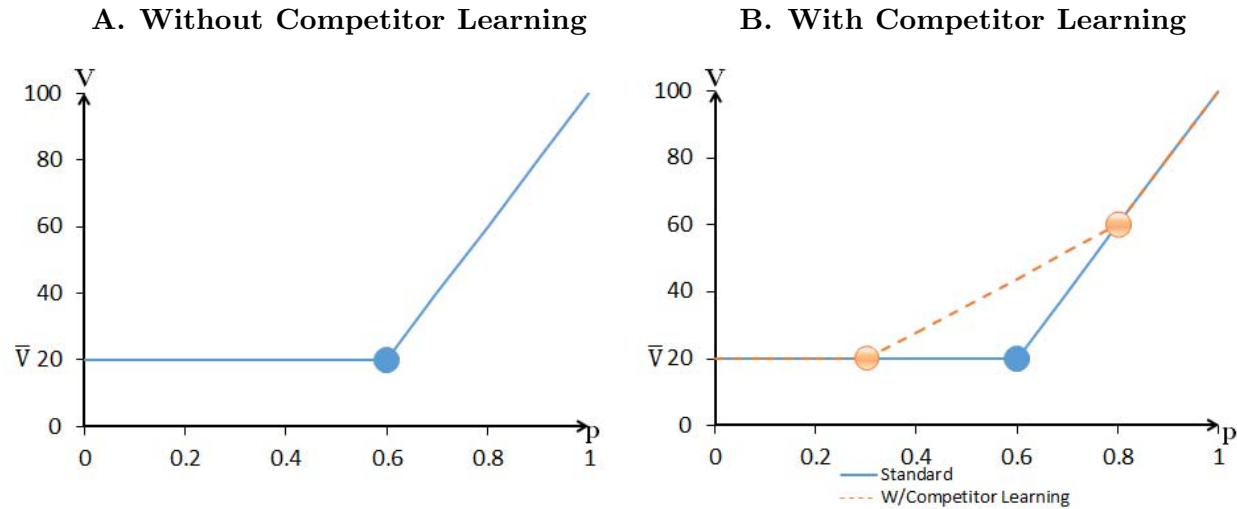 A. Without Competitor Learning
V
100
80
60
40
V̅ 20
0
0 0.2 0.4 0.6 0.8 1
p
B. With Competitor Learning
V
100
80
60
40
V̅ 20
0
0 0.2 0.4 0.6 0.8 1
p
Standard
W/Competitor Learning